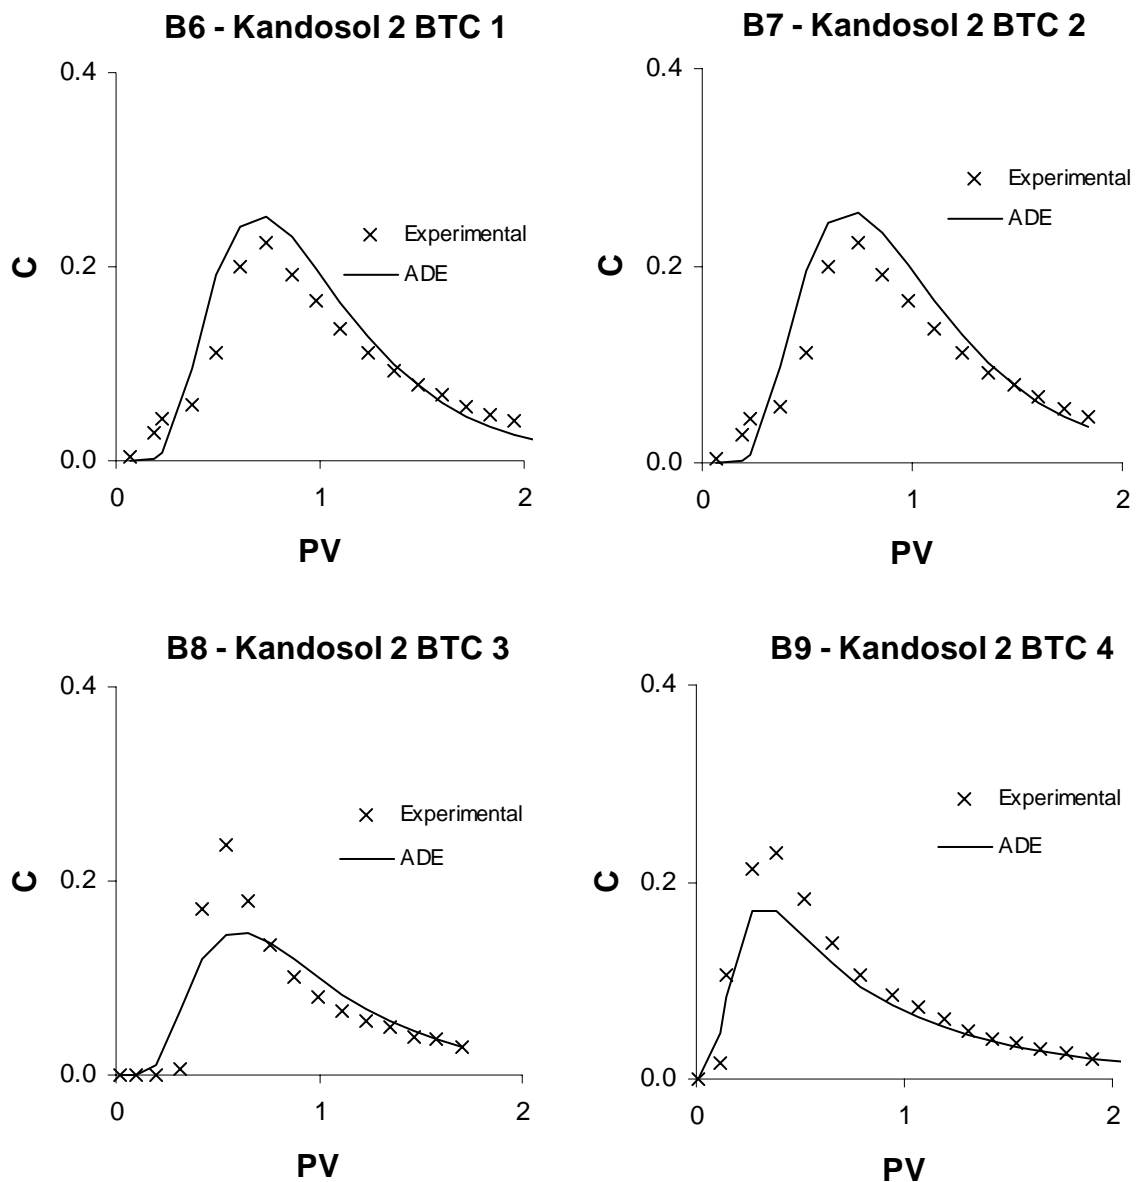 B6 - Kandosol 2 BTC 1
0.4
0.2
0.0
C
Experimental
ADE
0
1
2
PV
B7 - Kandosol 2 BTC 2
0.4
0.2
0.0
C
Experimental
ADE
0
1
2
PV
B8 - Kandosol 2 BTC 3
0.4
0.2
0.0
C
Experimental
ADE
0
1
2
PV
B9 - Kandosol 2 BTC 4
0.4
0.2
0.0
C
Experimental
ADE
0
1
2
PV